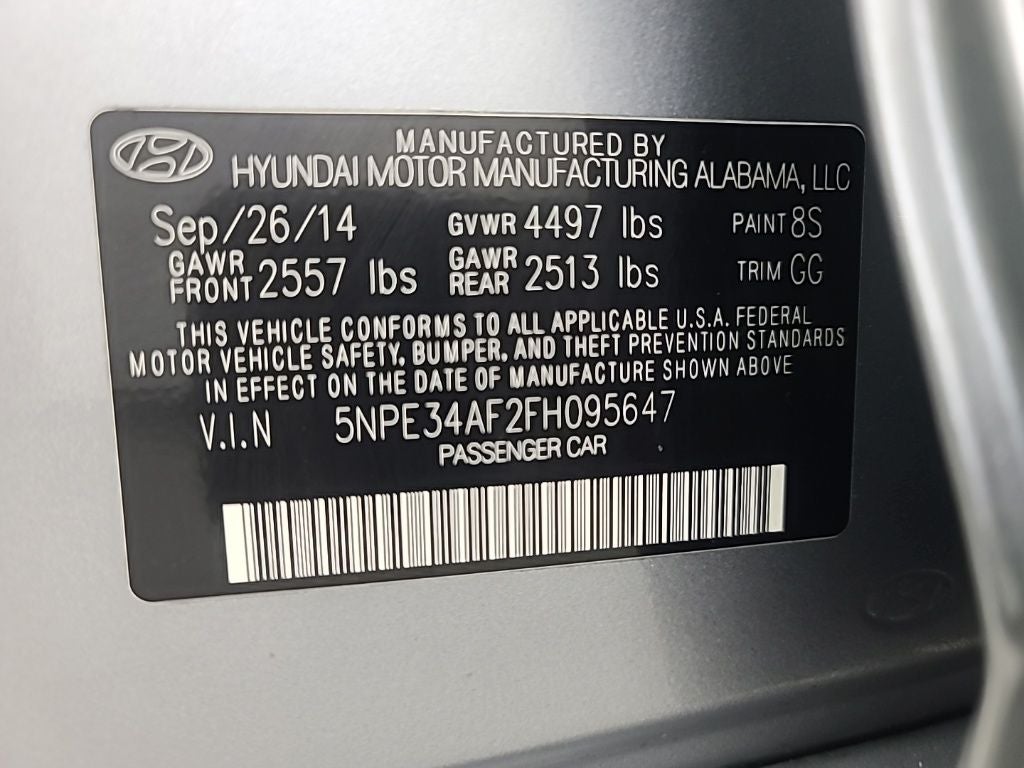 MANUFACTURED BY
HYUNDAI MOTOR MANUFACTURING ALABAMA, LLC
Sep/26/14 GVWR 4497 lbs PAINT 8S
GAWR FRONT 2557 lbs GAWR REAR 2513 lbs TRIM GG
THIS VEHICLE CONFORMS TO ALL APPLICABLE U.S.A. FEDERAL
MOTOR VEHICLE SAFETY, BUMPER, AND THEFT PREVENTION STANDARDS
IN EFFECT ON THE DATE OF MANUFACTURE SHOWN ABOVE
V.I.N 5NPE34AF2FH095647
PASSENGER CAR